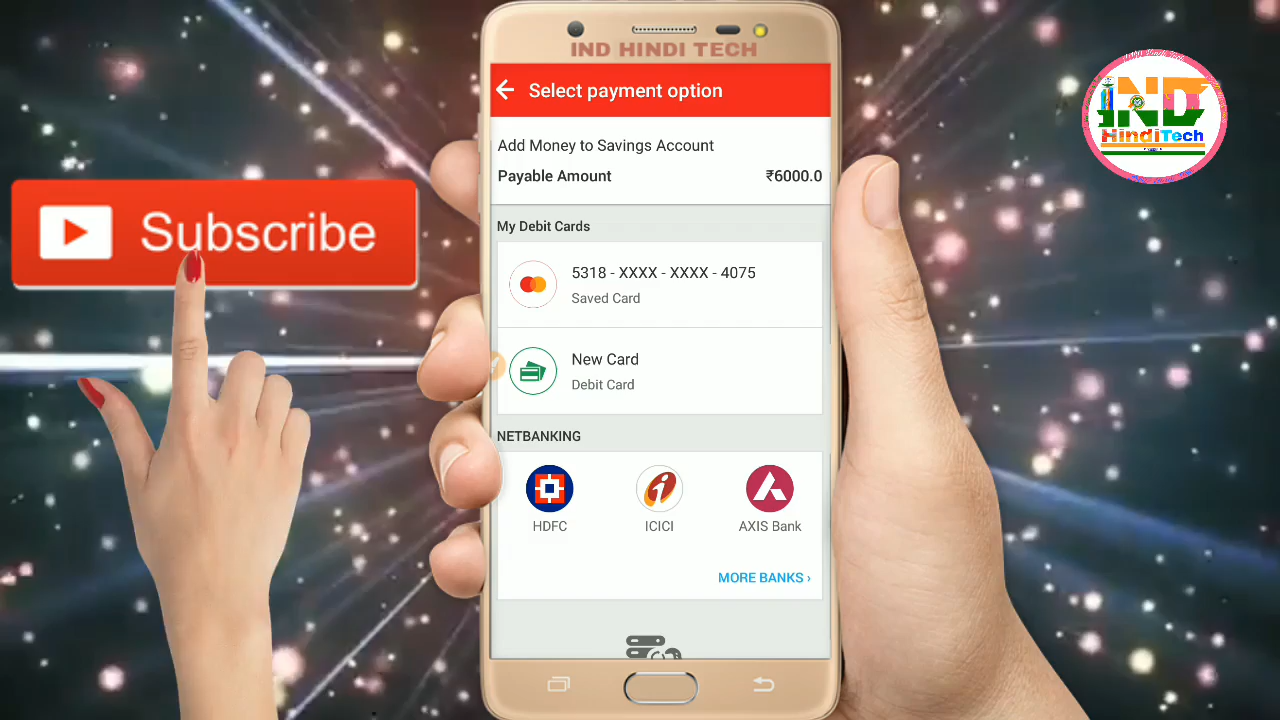 IND HINDI TECH
Select payment option
Add Money to Savings Account
Payable Amount ₹6000.0
My Debit Cards
5318 - XXXX - XXXX - 4075
Saved Card
New Card
Debit Card
NETBANKING
HDFC ICICI AXIS Bank
MORE BANKS ›
Subscribe
IND
HindiTech